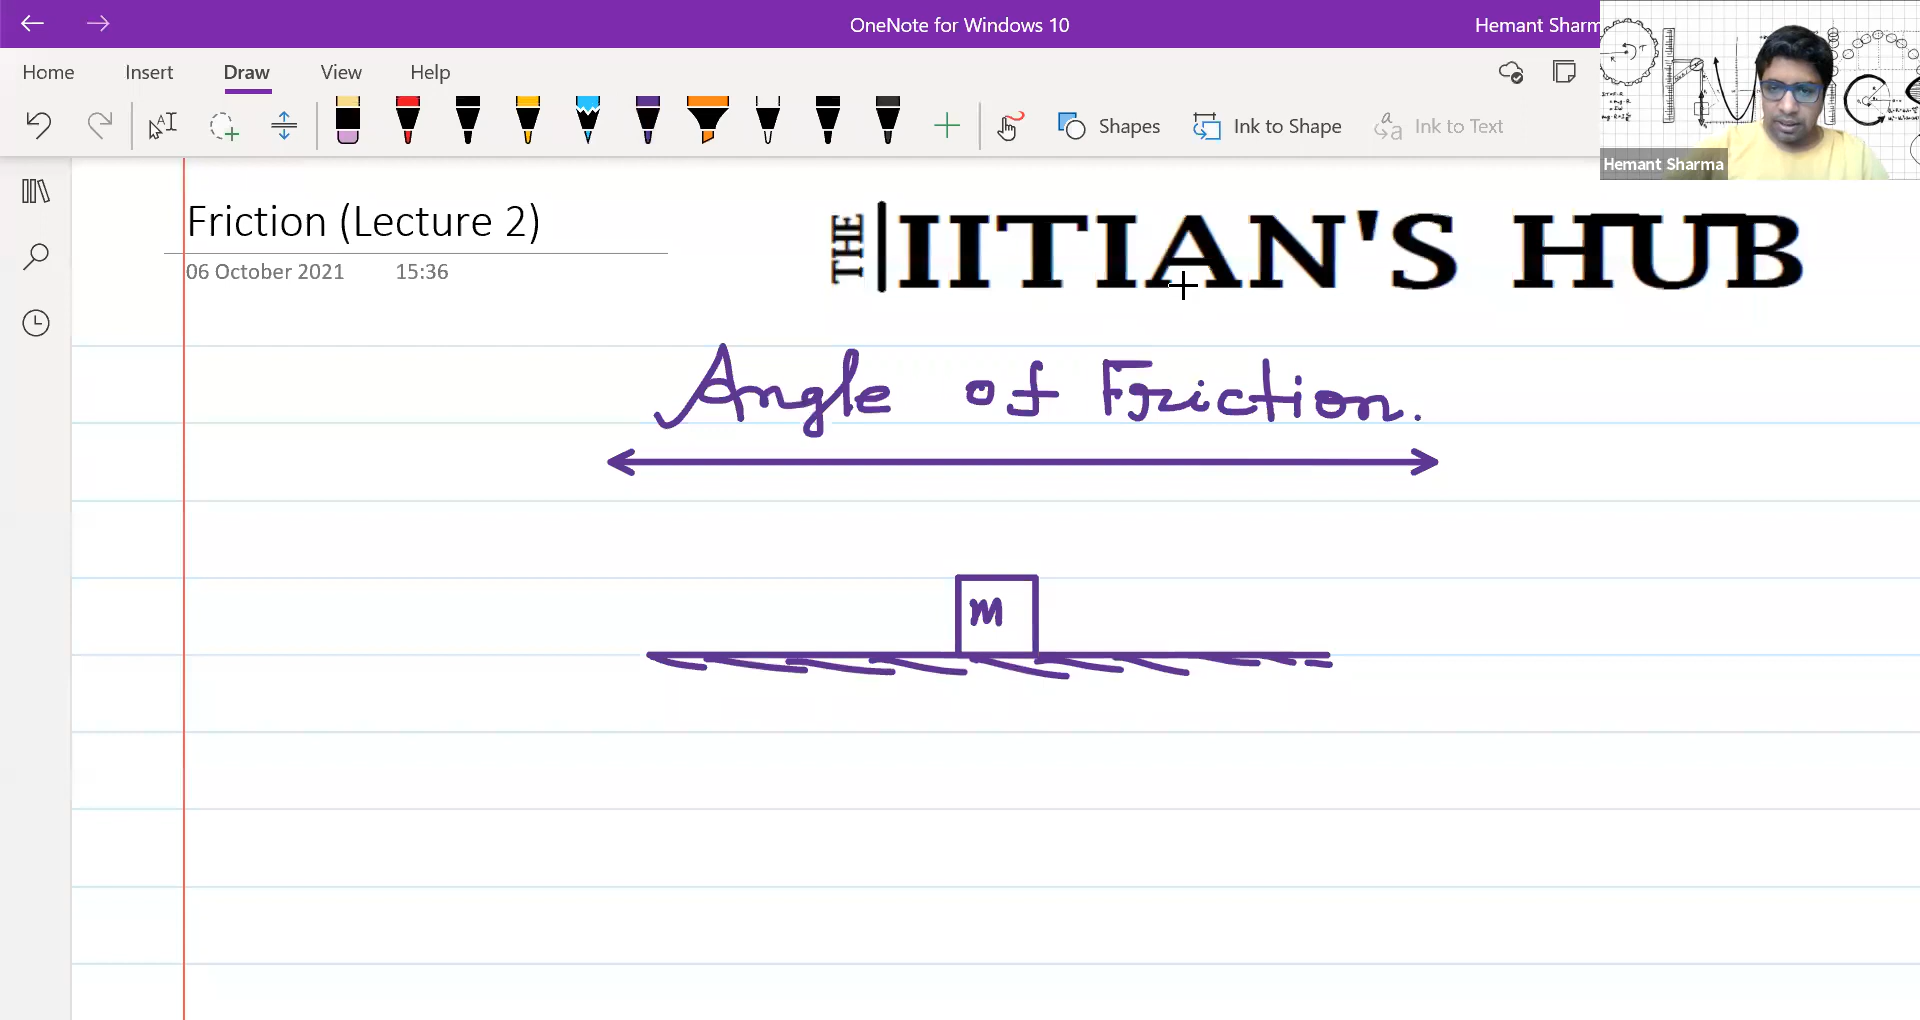 OneNote for Windows 10
Hemant Sharm
Home Insert Draw View Help
Shapes Ink to Shape Ink to Text
Hemant Sharma
Friction (Lecture 2)
06 October 2021 15:36
THE IITIAN'S HUB
Angle of Friction.
m